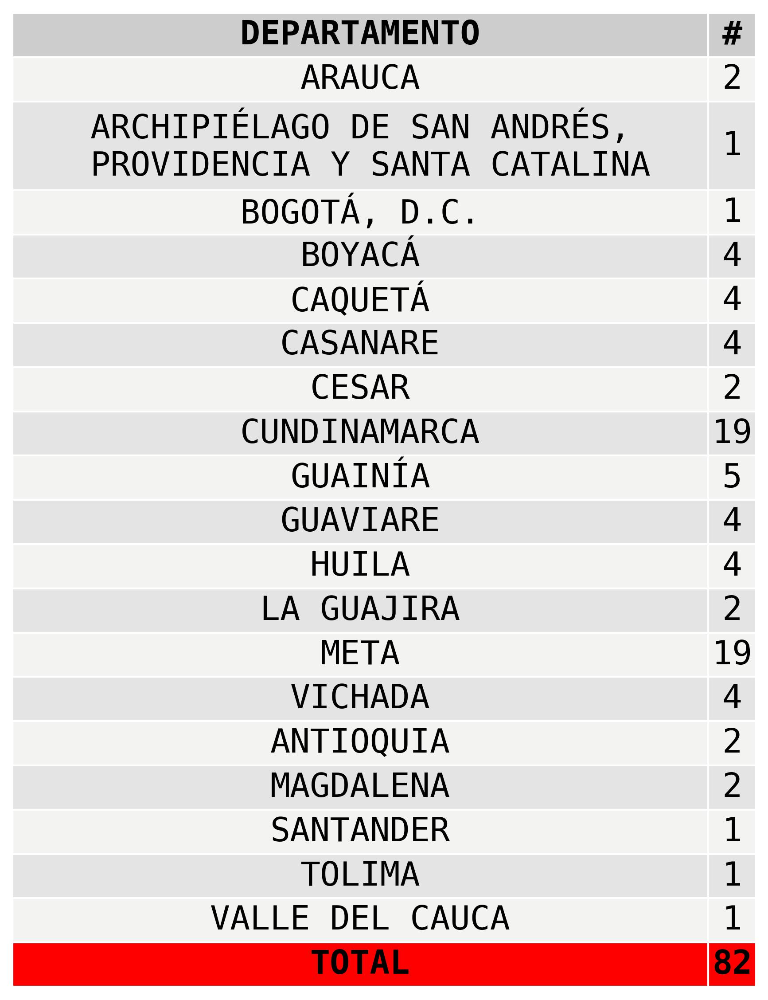 DEPARTAMENTO #
ARAUCA 2
ARCHIPIÉLAGO DE SAN ANDRÉS,
PROVIDENCIA Y SANTA CATALINA 1
BOGOTÁ, D.C. 1
BOYACÁ 4
CAQUETÁ 4
CASANARE 4
CESAR 2
CUNDINAMARCA 19
GUAINÍA 5
GUAVIARE 4
HUILA 4
LA GUAJIRA 2
META 19
VICHADA 4
ANTIOQUIA 2
MAGDALENA 2
SANTANDER 1
TOLIMA 1
VALLE DEL CAUCA 1
TOTAL 82